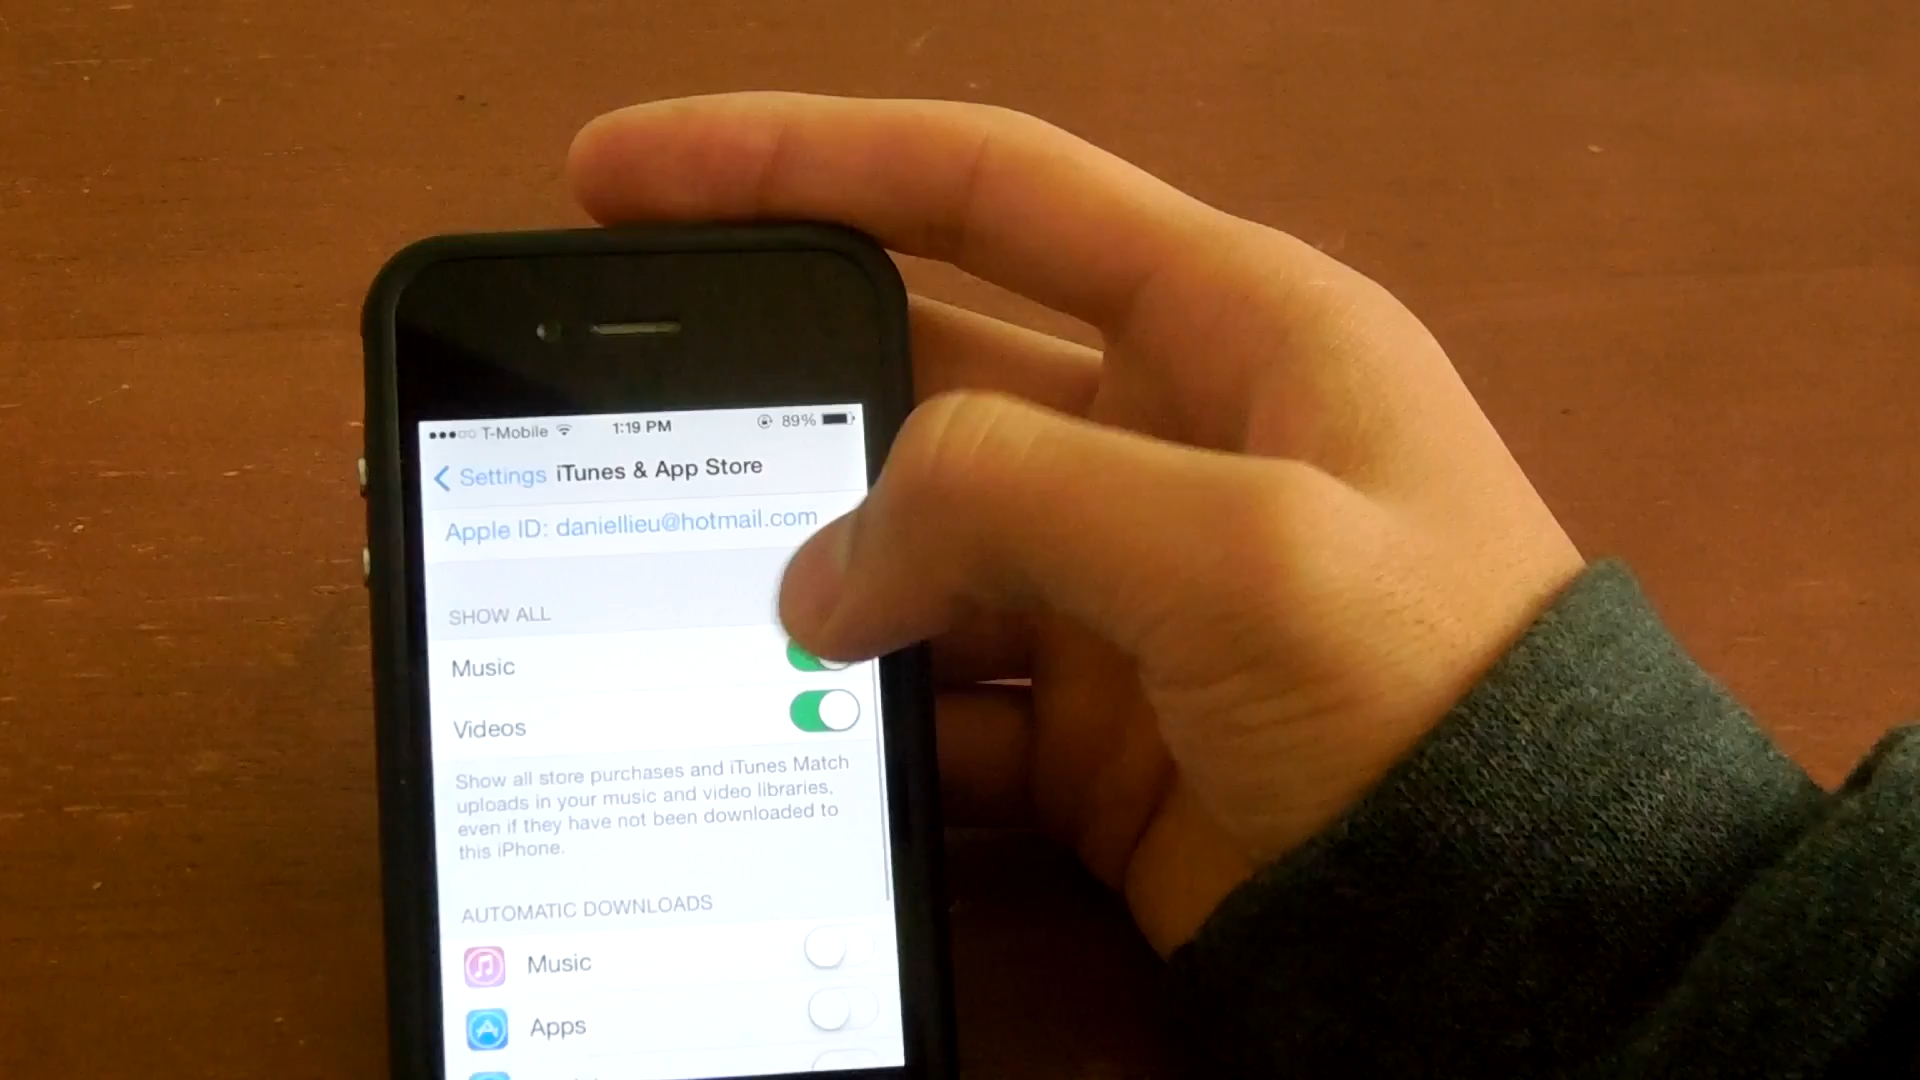 T-Mobile 1:19 PM 89%
Settings iTunes & App Store
Apple ID: daniellieu@hotmail.com
SHOW ALL
Music
Videos
Show all store purchases and iTunes Match
uploads in your music and video libraries,
even if they have not been downloaded to
this iPhone.
AUTOMATIC DOWNLOADS
Music
Apps